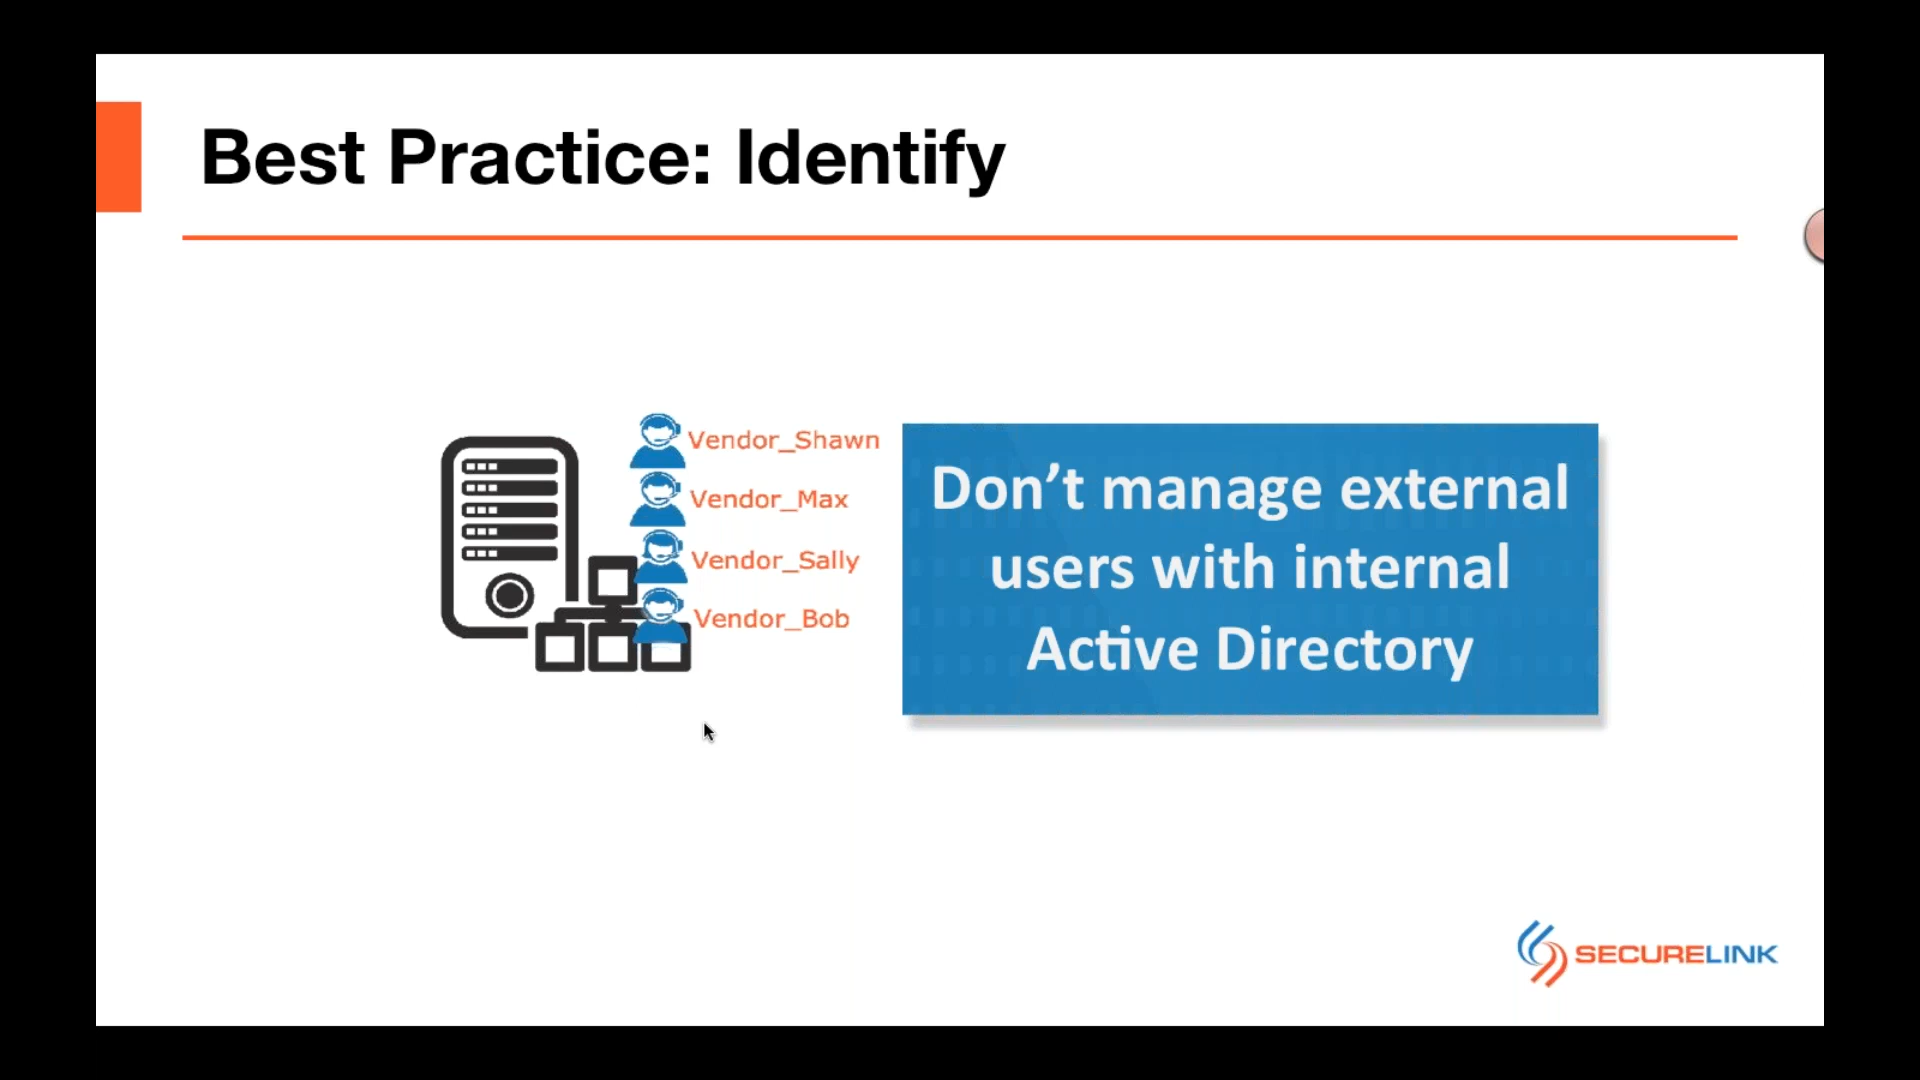 Best Practice: Identify
Vendor_Shawn
Vendor_Max
Vendor_Sally
Vendor_Bob
Don’t manage external
users with internal
Active Directory
SECURELINK